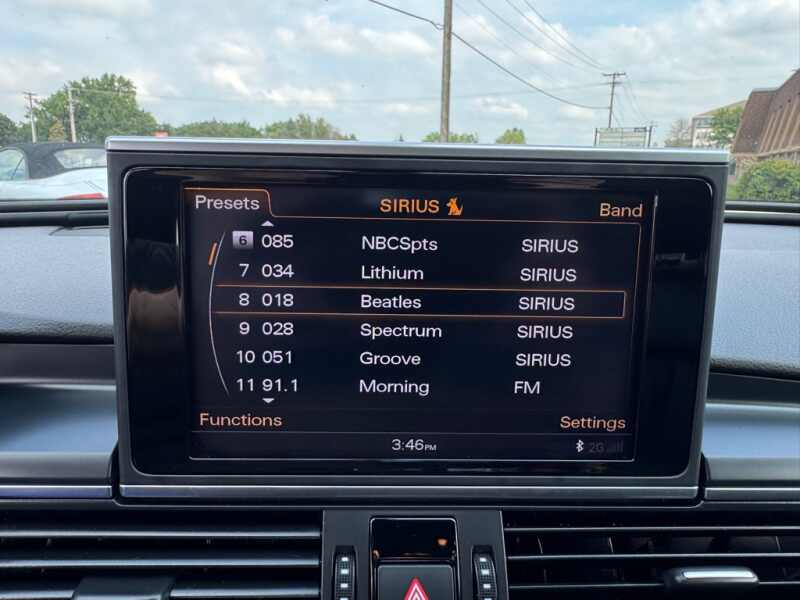 Presets SIRIUS Band
6 085 NBCSpts SIRIUS
7 034 Lithium SIRIUS
8 018 Beatles SIRIUS
9 028 Spectrum SIRIUS
10 051 Groove SIRIUS
11 91.1 Morning FM
Functions Settings
3:46PM 2G